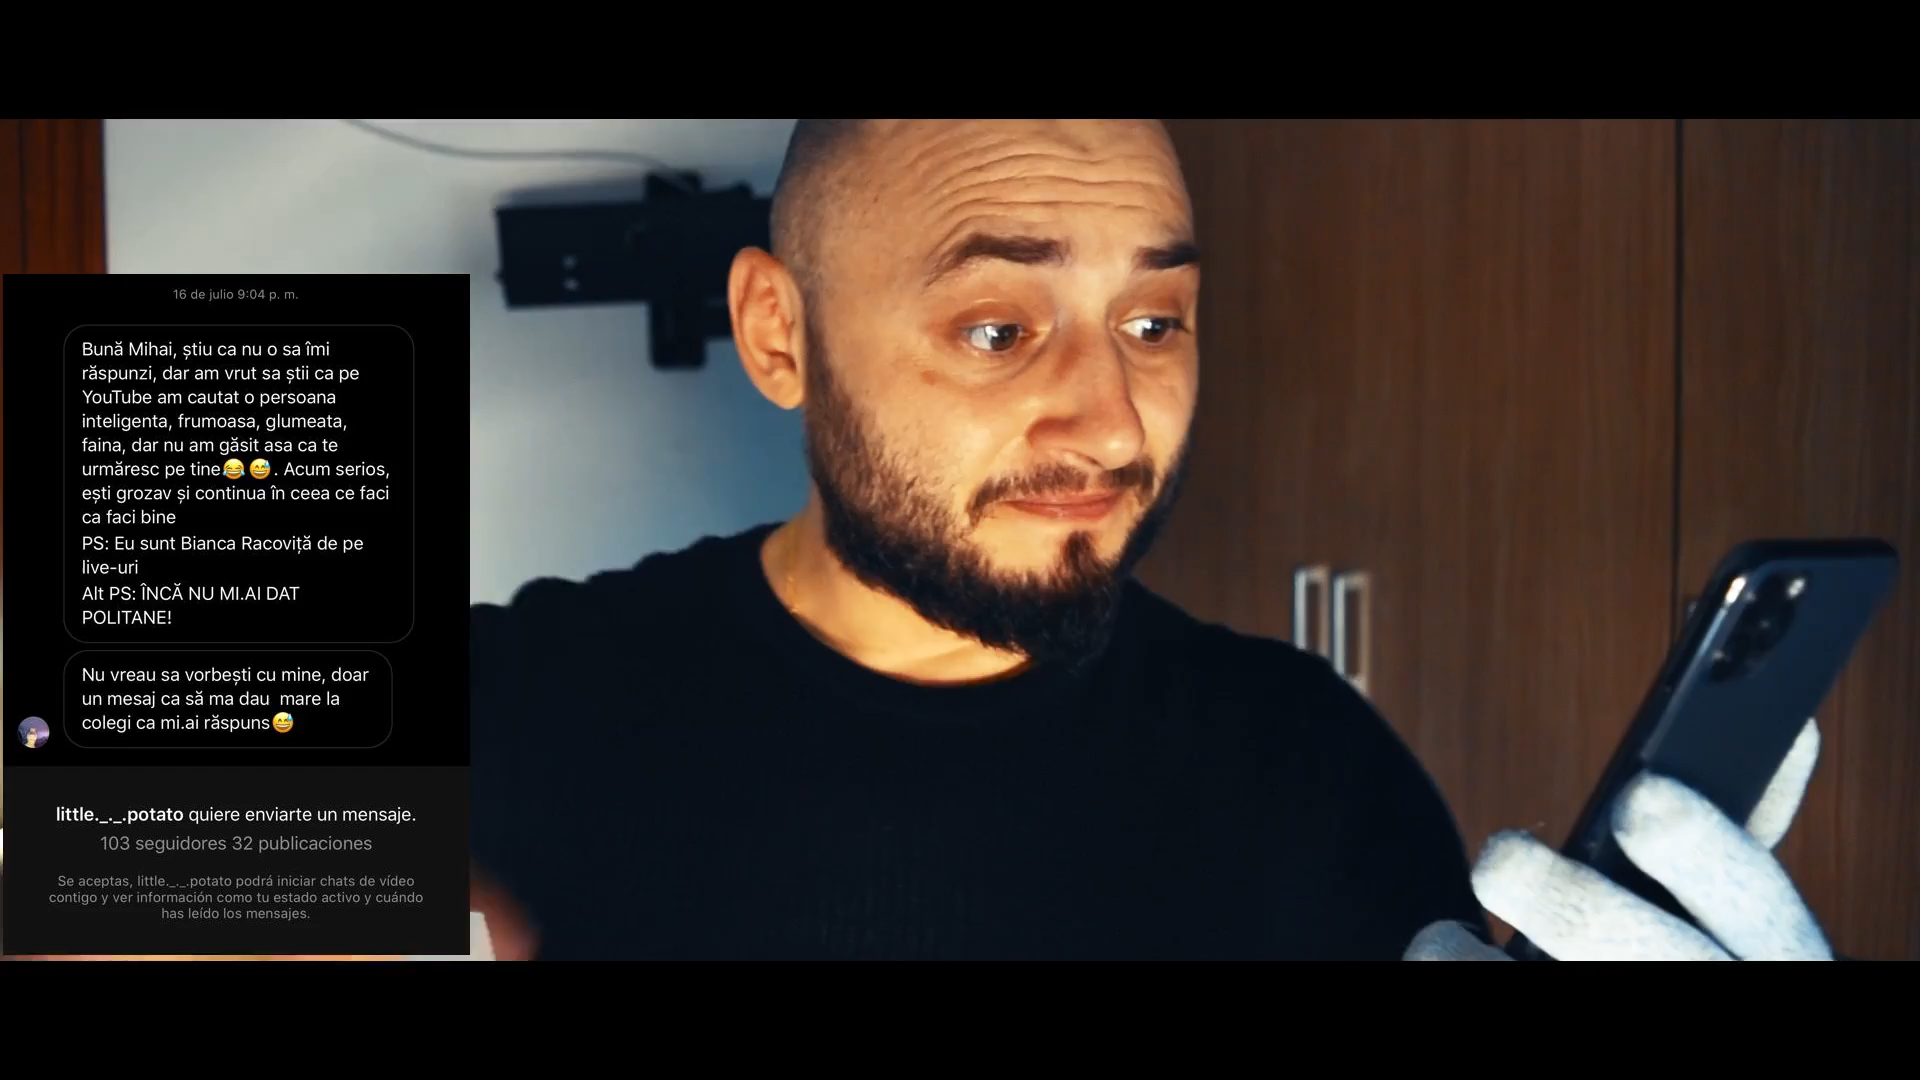 16 de julio 9:04 p. m.
Bună Mihai, știu ca nu o sa îmi
răspunzi, dar am vrut sa știi ca pe
YouTube am cautat o persoana
inteligenta, frumoasa, glumeata,
faina, dar nu am găsit asa ca te
urmăresc pe tine😂😅. Acum serios,
ești grozav și continua în ceea ce faci
ca faci bine
PS: Eu sunt Bianca Racoviță de pe
live-uri
Alt PS: ÎNCĂ NU MI.AI DAT
POLITANE!
Nu vreau sa vorbești cu mine, doar
un mesaj ca să ma dau  mare la
colegi ca mi.ai răspuns😅
little._._.potato quiere enviarte un mensaje.
103 seguidores 32 publicaciones
Se aceptas, little._._.potato podrá iniciar chats de vídeo
contigo y ver información como tu estado activo y cuándo
has leído los mensajes.